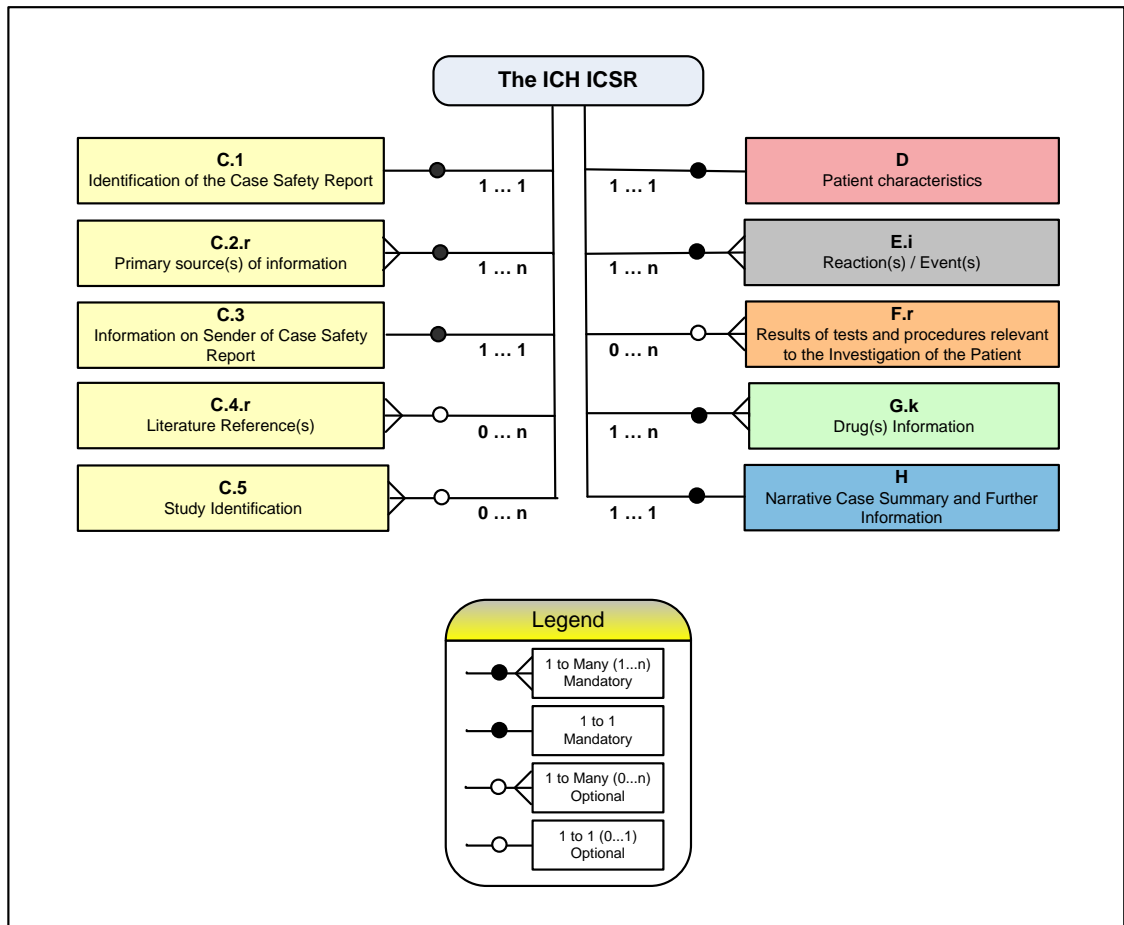 The ICH ICSR
C.1
Identification of the Case Safety Report
1 … 1
C.2.r
Primary source(s) of information
1 … n
C.3
Information on Sender of Case Safety
Report
1 … 1
C.4.r
Literature Reference(s)
0 … n
C.5
Study Identification
0 … n
D
Patient characteristics
1 … 1
E.i
Reaction(s) / Event(s)
1 … n
F.r
Results of tests and procedures relevant
to the Investigation of the Patient
0 … n
G.k
Drug(s) Information
1 … n
H
Narrative Case Summary and Further
Information
1 … 1
Legend
1 to Many (1...n)
Mandatory
1 to 1
Mandatory
1 to Many (0...n)
Optional
1 to 1 (0...1)
Optional